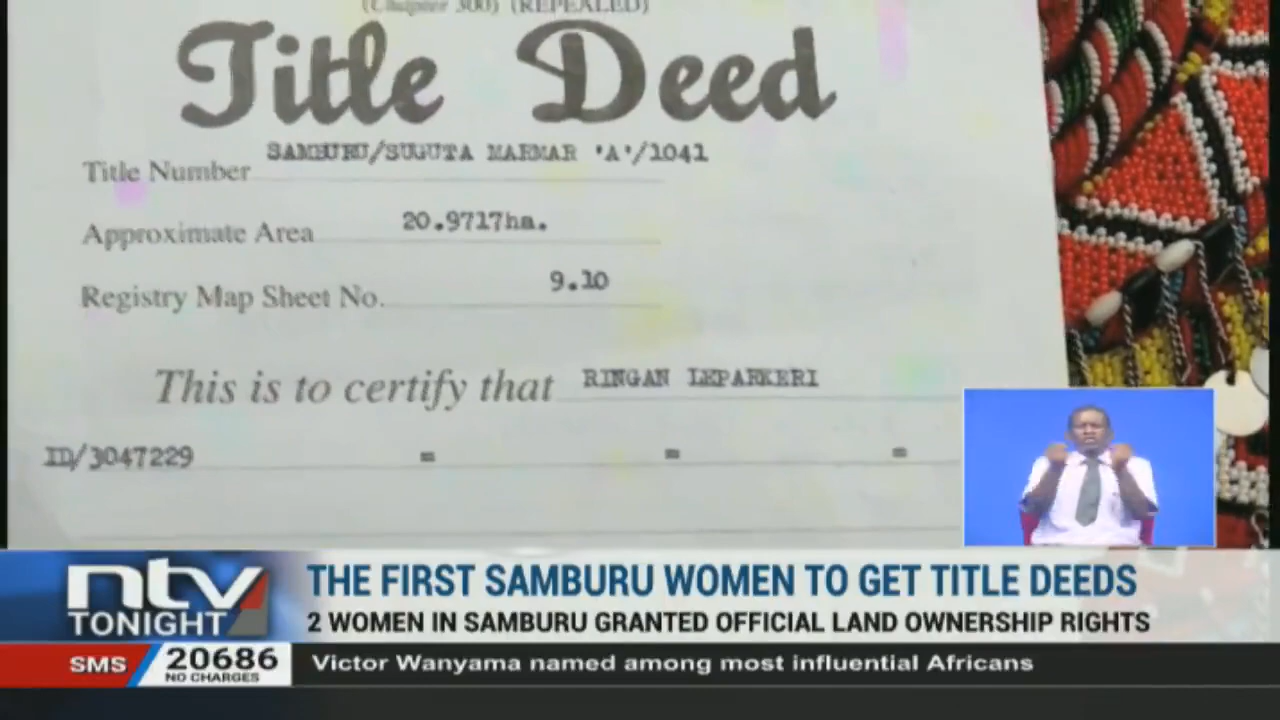 (Chapter 300) (REPEALED)
Title Deed
SAMBURU/SUGUTA MARMAR 'A'/1041
Title Number
20.9717ha.
Approximate Area
9.10
Registry Map Sheet No.
This is to certify that RINGAN LEPARKERI
ID/3047229 = = =
ntv THE FIRST SAMBURU WOMEN TO GET TITLE DEEDS
TONIGHT 2 WOMEN IN SAMBURU GRANTED OFFICIAL LAND OWNERSHIP RIGHTS
SMS 20686 Victor Wanyama named among most influential Africans
NO CHARGES